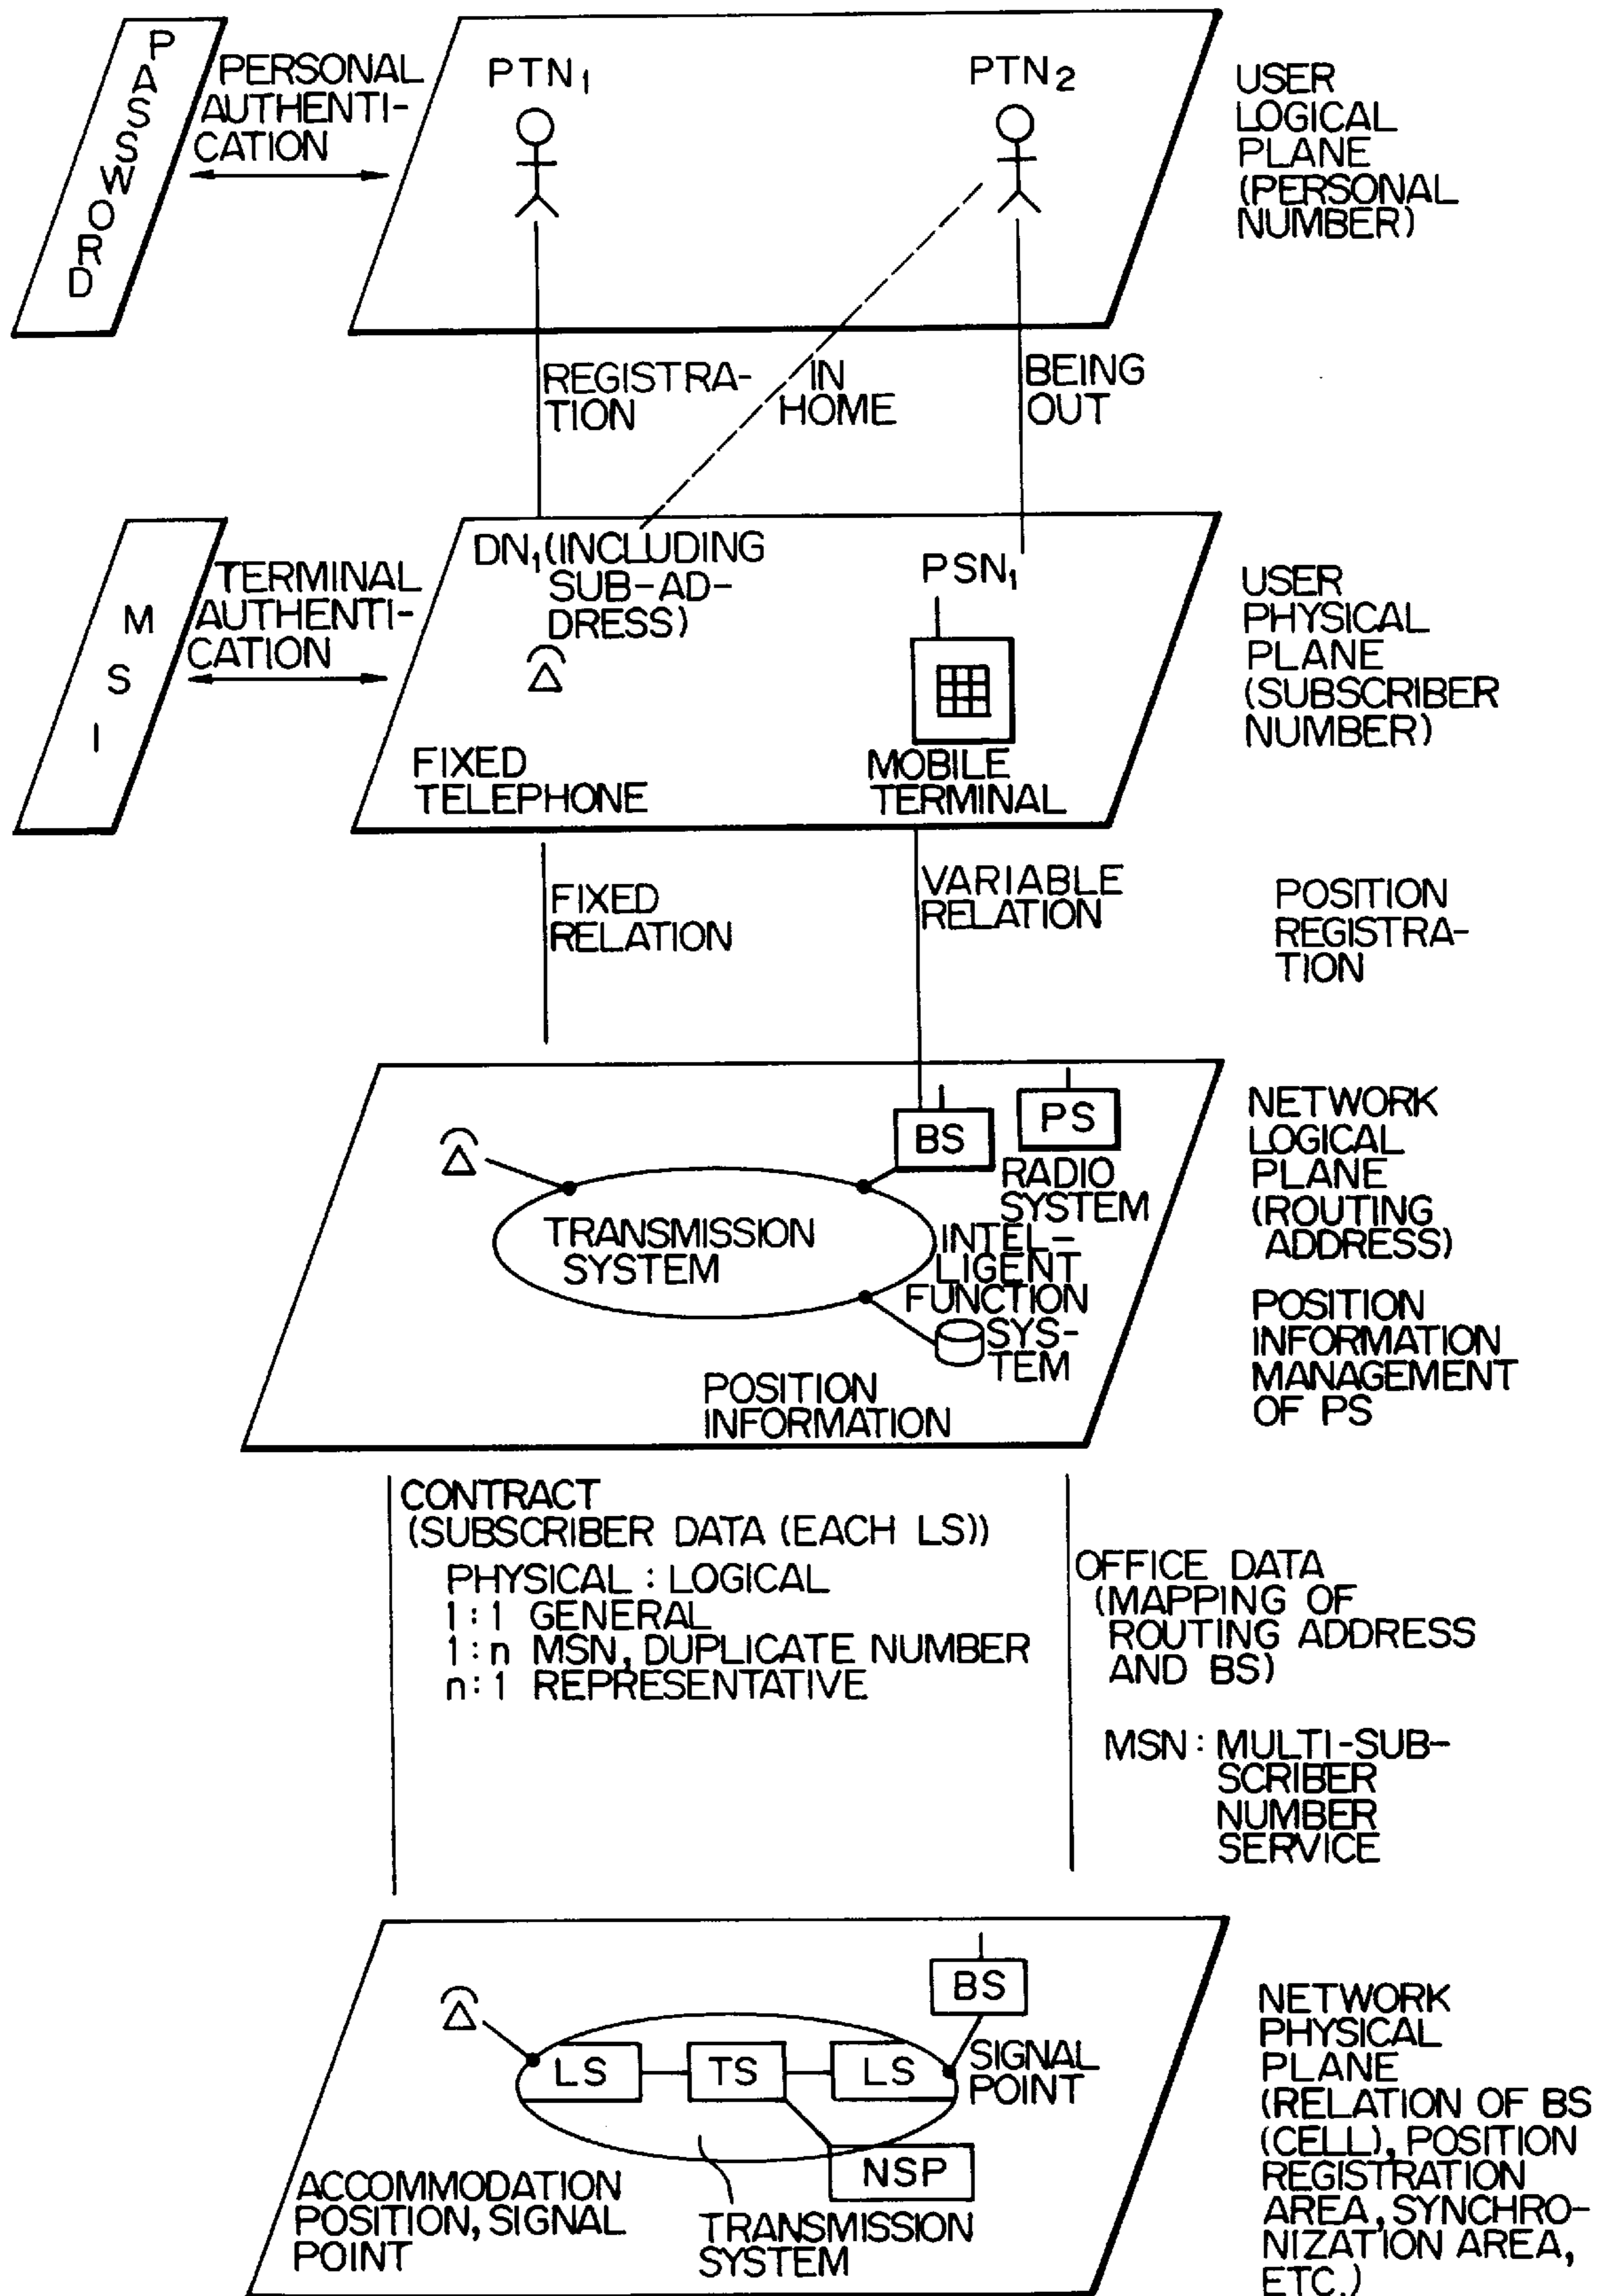 PASSWORD
PERSONAL
AUTHENTI-
CATION
PTN1
PTN2
USER
LOGICAL
PLANE
(PERSONAL
NUMBER)
REGISTRA-
TION
IN
HOME
BEING
OUT
MSI
TERMINAL
AUTHENTI-
CATION
DN1(INCLUDING
SUB-AD-
DRESS)
PSN1
FIXED
TELEPHONE
MOBILE
TERMINAL
USER
PHYSICAL
PLANE
(SUBSCRIBER
NUMBER)
FIXED
RELATION
VARIABLE
RELATION
POSITION
REGISTRA-
TION
BS
PS
RADIO
SYSTEM
TRANSMISSION
SYSTEM
INTEL-
LIGENT
FUNCTION
SYS-
TEM
POSITION
INFORMATION
NETWORK
LOGICAL
PLANE
(ROUTING
ADDRESS)
POSITION
INFORMATION
MANAGEMENT
OF PS
CONTRACT
(SUBSCRIBER DATA (EACH LS))
PHYSICAL : LOGICAL
1:1 GENERAL
1:n MSN, DUPLICATE NUMBER
n:1 REPRESENTATIVE
OFFICE DATA
(MAPPING OF
ROUTING ADDRESS
AND BS)
MSN : MULTI-SUB-
SCRIBER
NUMBER
SERVICE
BS
LS
TS
LS
SIGNAL
POINT
NSP
ACCOMMODATION
POSITION, SIGNAL
POINT
TRANSMISSION
SYSTEM
NETWORK
PHYSICAL
PLANE
(RELATION OF BS
(CELL), POSITION
REGISTRATION
AREA, SYNCHRO-
NIZATION AREA,
ETC.)